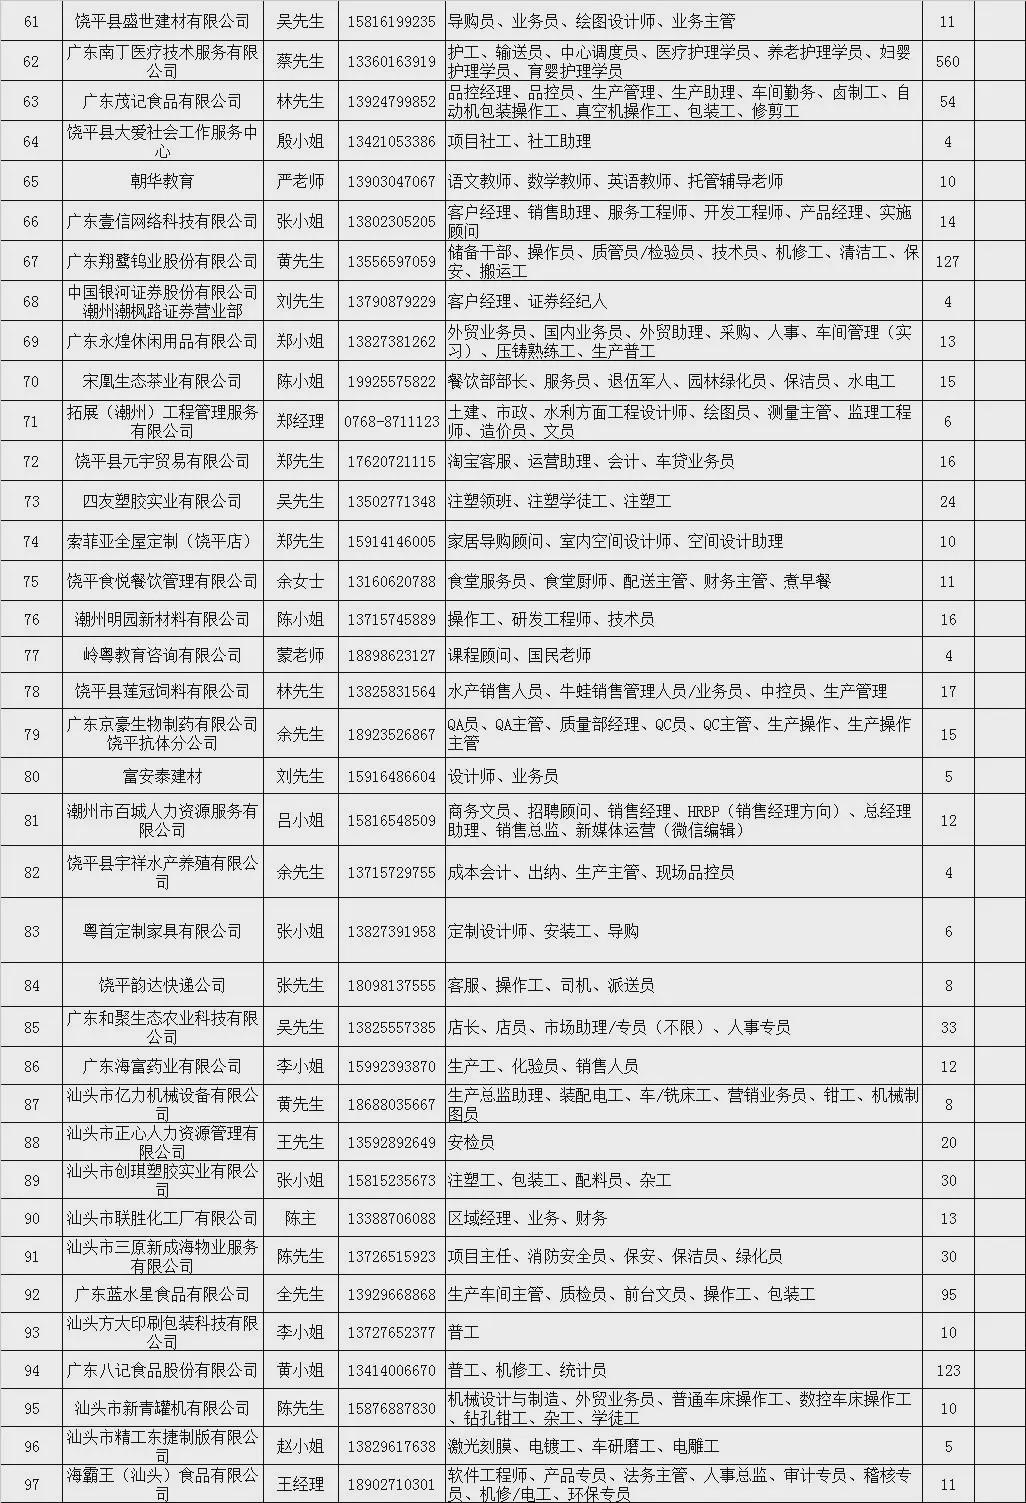 61 饶平县盛世建材有限公司 吴先生 15816199235 导购员、业务员、绘图设计师、业务主管 11
62 广东南丁医疗技术服务有限公司 蔡先生 13360163919 护工、输送员、中心调度员、医疗护理学员、养老护理学员、妇婴护理学员、育婴护理学员 560
63 广东茂记食品有限公司 林先生 13924799852 品控经理、品控员、生产管理、生产助理、车间勤务、卤制工、自动机包装操作工、真空机操作工、包装工、修剪工 54
64 饶平县大爱社会工作服务中心 殷小姐 13421053386 项目社工、社工助理 4
65 朝华教育 严老师 13903047067 语文教师、数学教师、英语教师、托管辅导老师 10
66 广东壹信网络科技有限公司 张小姐 13802305205 客户经理、销售助理、服务工程师、开发工程师、产品经理、实施顾问 14
67 广东翔鹭钨业股份有限公司 黄先生 13556597059 储备干部、操作员、质管员/检验员、技术员、机修工、清洁工、保安、搬运工 127
68 中国银河证券股份有限公司潮州潮枫路证券营业部 刘先生 13790879229 客户经理、证券经纪人 4
69 广东永煌休闲用品有限公司 郑小姐 13827381262 外贸业务员、国内业务员、外贸助理、采购、人事、车间管理（实习）、压铸熟练工、生产普工 13
70 宋凰生态茶业有限公司 陈小姐 19925575822 餐饮部部长、服务员、退伍军人、园林绿化员、保洁员、水电工 15
71 拓展（潮州）工程管理服务有限公司 郑经理 0768-8711123 土建、市政、水利方面工程设计师、绘图员、测量主管、监理工程师、造价员、文员 6
72 饶平县元宇贸易有限公司 郑先生 17620721115 淘宝客服、运营助理、会计、车贷业务员 16
73 四友塑胶实业有限公司 吴先生 13502771348 注塑领班、注塑学徒工、注塑工 24
74 索菲亚全屋定制（饶平店） 郑先生 15914146005 家居导购顾问、室内空间设计师、空间设计助理 10
75 饶平食悦餐饮管理有限公司 余女士 13160620788 食堂服务员、食堂厨师、配送主管、财务主管、煮早餐 11
76 潮州明园新材料有限公司 陈小姐 13715745889 操作工、研发工程师、技术员 16
77 岭粤教育咨询有限公司 蒙老师 18898623127 课程顾问、国民老师 4
78 饶平县莲冠饲料有限公司 林先生 13825831564 水产销售人员、牛蛙销售管理人员/业务员、中控员、生产管理 17
79 广东京豪生物制药有限公司饶平抗体分公司 余先生 18923526867 QA员、QA主管、质量部经理、QC员、QC主管、生产操作、生产操作主管 15
80 富安泰建材 刘先生 15916486604 设计师、业务员 5
81 潮州市百城人力资源服务有限公司 吕小姐 15816548509 商务文员、招聘顾问、销售经理、HRBP（销售经理方向）、总经理助理、销售总监、新媒体运营（微信编辑） 12
82 饶平县宇祥水产养殖有限公司 余先生 13715729755 成本会计、出纳、生产主管、现场品控员 4
83 粤首定制家具有限公司 张小姐 13827391958 定制设计师、安装工、导购 6
84 饶平韵达快递公司 张先生 18098137555 客服、操作工、司机、派送员 8
85 广东和聚生态农业科技有限公司 吴先生 13825557385 店长、店员、市场助理/专员（不限）、人事专员 33
86 广东海富药业有限公司 李小姐 15992393870 生产工、化验员、销售人员 12
87 汕头市亿力机械设备有限公司 黄先生 18688035667 生产总监助理、装配电工、车/铣床工、营销业务员、钳工、机械制图员 8
88 汕头市正心人力资源管理有限公司 王先生 13592892649 安检员 20
89 汕头市创琪塑胶实业有限公司 张小姐 15815235673 注塑工、包装工、配料员、杂工 30
90 汕头市联胜化工厂有限公司 陈主 13388706088 区域经理、业务、财务 13
91 汕头市三原新成海物业服务有限公司 陈先生 13726515923 项目主任、消防安全员、保安、保洁员、绿化员 30
92 广东蓝水星食品有限公司 全先生 13929668868 生产车间主管、质检员、前台文员、操作工、包装工 95
93 汕头方大印刷包装科技有限公司 李小姐 13727652377 普工 10
94 广东八记食品股份有限公司 黄小姐 13414006670 普工、机修工、统计员 123
95 汕头市新青罐机有限公司 陈先生 15876887830 机械设计与制造、外贸业务员、普通车床操作工、数控车床操作工、钻孔钳工、杂工、学徒工 10
96 汕头市精工东捷制版有限公司 赵小姐 13829617638 激光刻膜、电镀工、车研磨工、电雕工 5
97 海霸王（汕头）食品有限公司 王经理 18902710301 软件工程师、产品专员、法务主管、人事总监、审计专员、稽核专员、机修/电工、环保专员 11